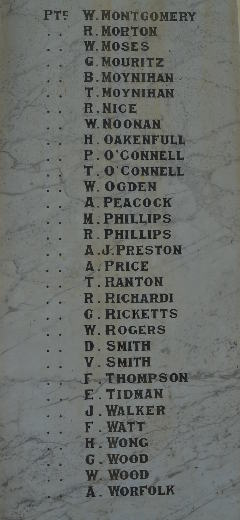 PTE W. MONTGOMERY
. . R. MORTON
. . W. MOSES
. . G. MOURITZ
. . B. MOYNIHAN
. . T. MOYNIHAN
. . R. NICE
. . W. NOONAN
. . H. OAKENFULL
. . P. O'CONNELL
. . T. O'CONNELL
. . W. OGDEN
. . A. PEACOCK
. . M. PHILLIPS
. . R. PHILLIPS
. . A. J. PRESTON
. . A. PRICE
. . T. RANTON
. . R. RICHARDI
. . G. RICKETTS
. . W. ROGERS
. . D. SMITH
. . V. SMITH
. . F. THOMPSON
. . E. TIDMAN
. . J. WALKER
. . F. WATT
. . H. WONG
. . G. WOOD
. . W. WOOD
. . A. WORFOLK